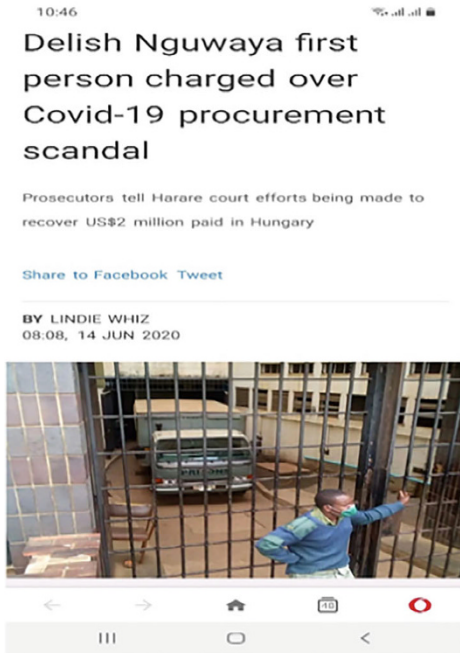 10:46
Delish Nguwaya first
person charged over
Covid-19 procurement
scandal
Prosecutors tell Harare court efforts being made to
recover US$2 million paid in Hungary
Share to Facebook Tweet
BY LINDIE WHIZ
08:08, 14 JUN 2020
PRISONS